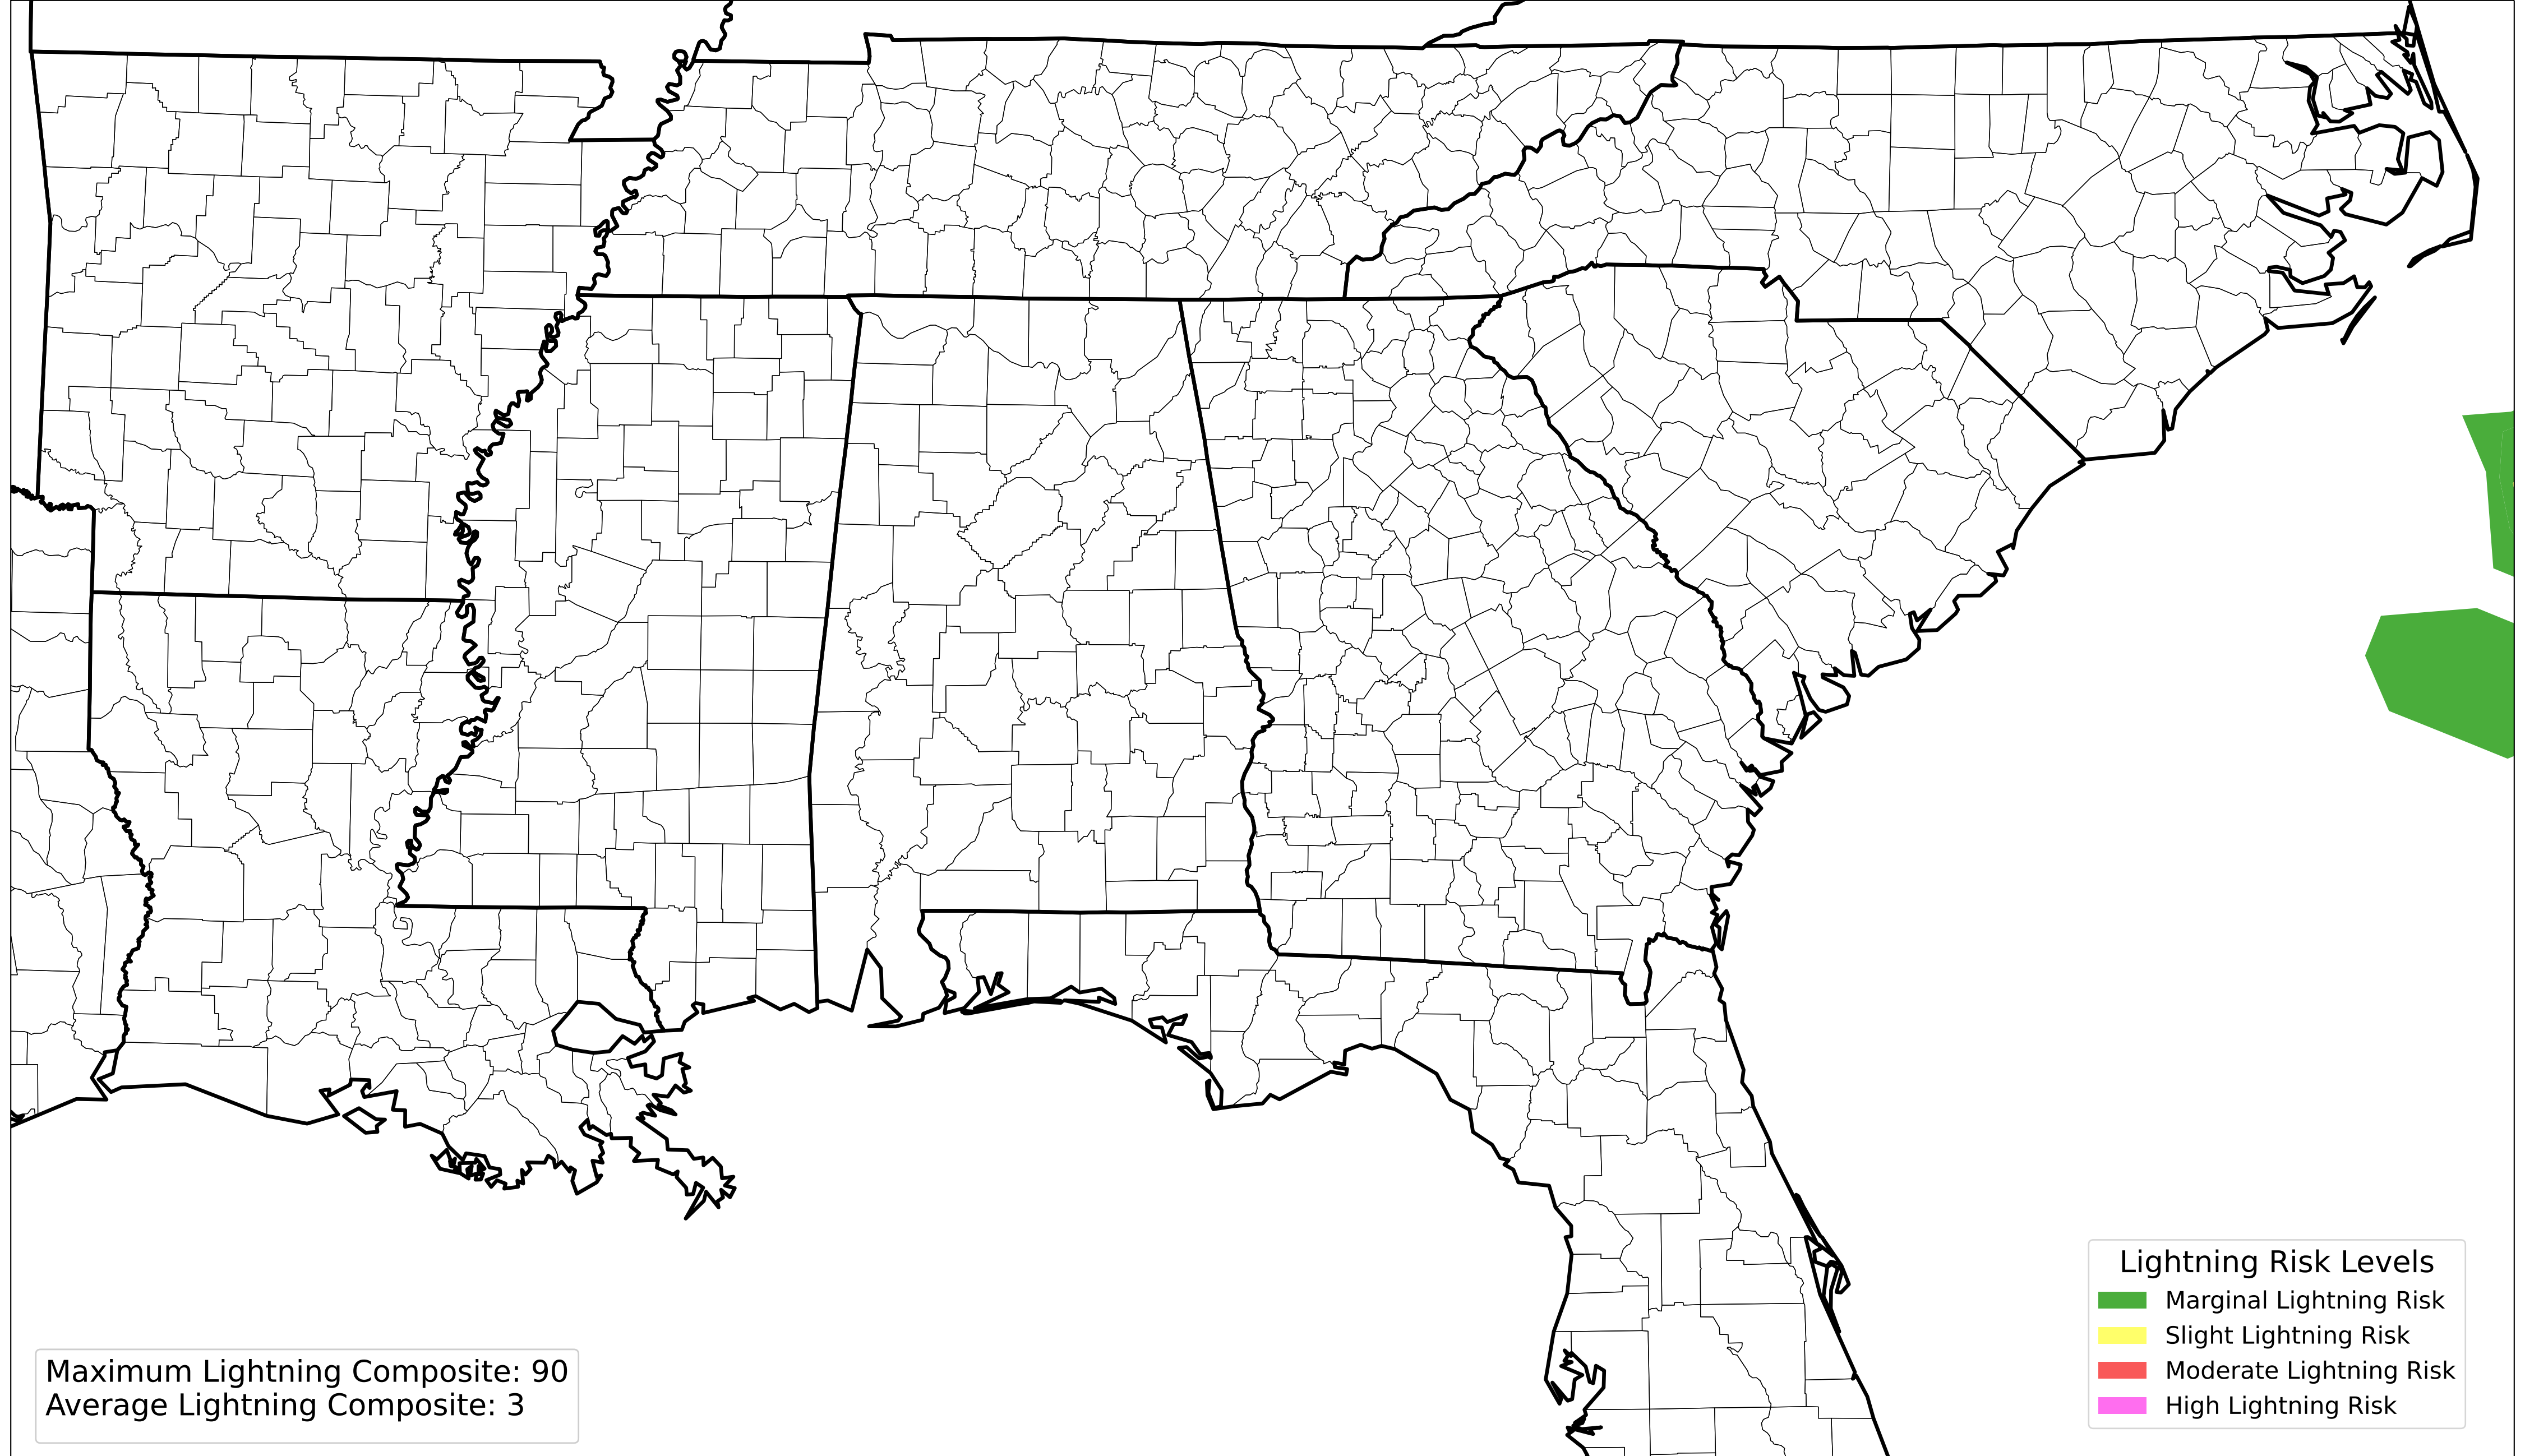 Lightning Risk Levels
Marginal Lightning Risk
Slight Lightning Risk
Moderate Lightning Risk
High Lightning Risk
Maximum Lightning Composite: 90
Average Lightning Composite: 3